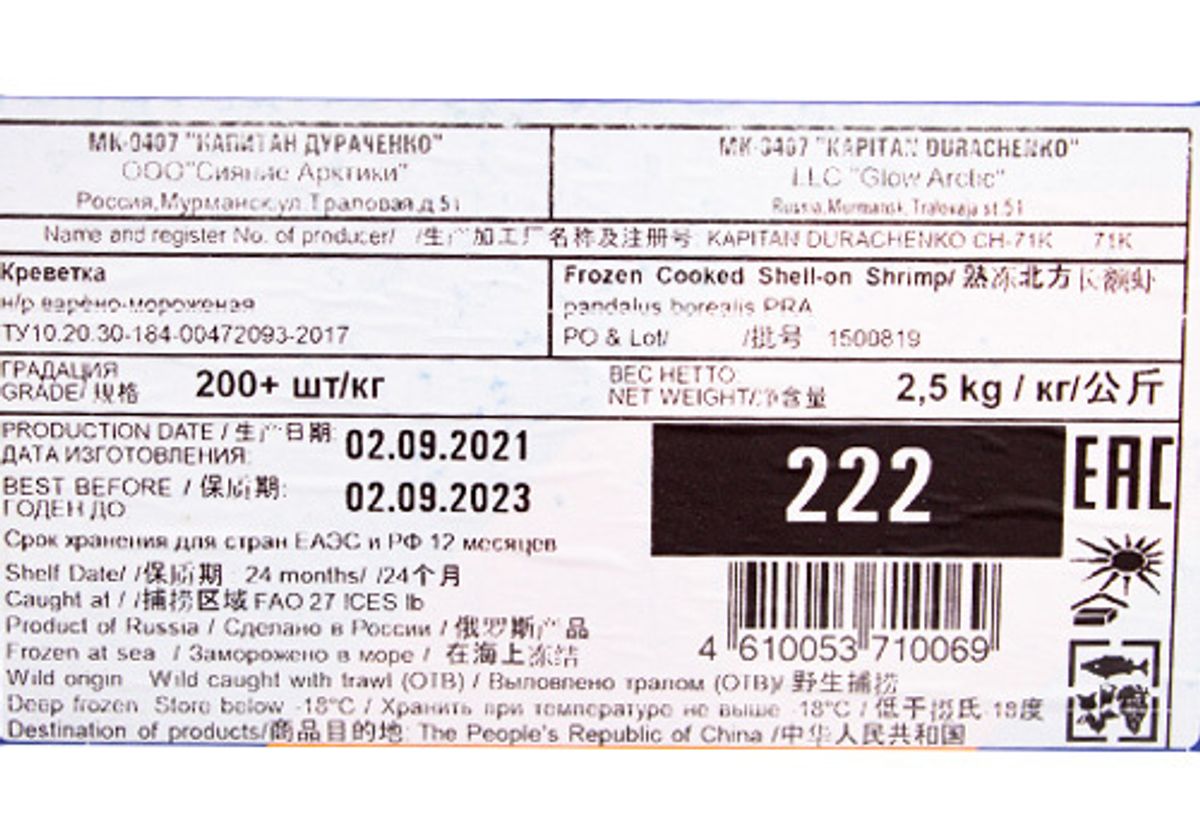 МК-0407 "КАПИТАН ДУРАЧЕНКО"
ООО"Сияние Арктики"
Россия,Мурманск,ул.Траловая,д 51
МК-0407 "KAPITAN DURACHENKO"
LLC "Glow Arctic"
Russia,Murmansk, Tralovaja st.51
Name and register No. of producer/ /生产加工厂名称及注册号: KAPITAN DURACHENKO CH-71K 71K
Креветка
н/р варёно-мороженая
ТУ10.20.30-184-00472093-2017
Frozen Cooked Shell-on Shrimp/ 熟冻北方长额虾
pandalus borealis PRA
PO & Lot/ /批号 1500819
ГРАДАЦИЯ
GRADE/ 规格
200+ шт/кг
ВЕС НЕТТО:
NET WEIGHT/净含量
2,5 kg / кг/公斤
PRODUCTION DATE / 生产日期:
ДАТА ИЗГОТОВЛЕНИЯ:
02.09.2021
BEST BEFORE / 保质期:
ГОДЕН ДО
02.09.2023
222
EAC
Срок хранения для стран ЕАЭС и РФ 12 месяцев
Shelf Date/ /保质期 24 months/ /24个月
Caught at / /捕捞区域 FAO 27 ICES Ib
Product of Russia / Сделано в России / 俄罗斯产品
Frozen at sea / Заморожено в море / 在海上冻结
4 610053 710069
Wild origin Wild caught with trawl (OTB) / Выловлено тралом (OTB)/ 野生捕捞
Deep frozen Store below -18°C / Хранить при температуре не выше -18°C / 低于摄氏-18度
Destination of products/商品目的地: The People's Republic of China /中华人民共和国